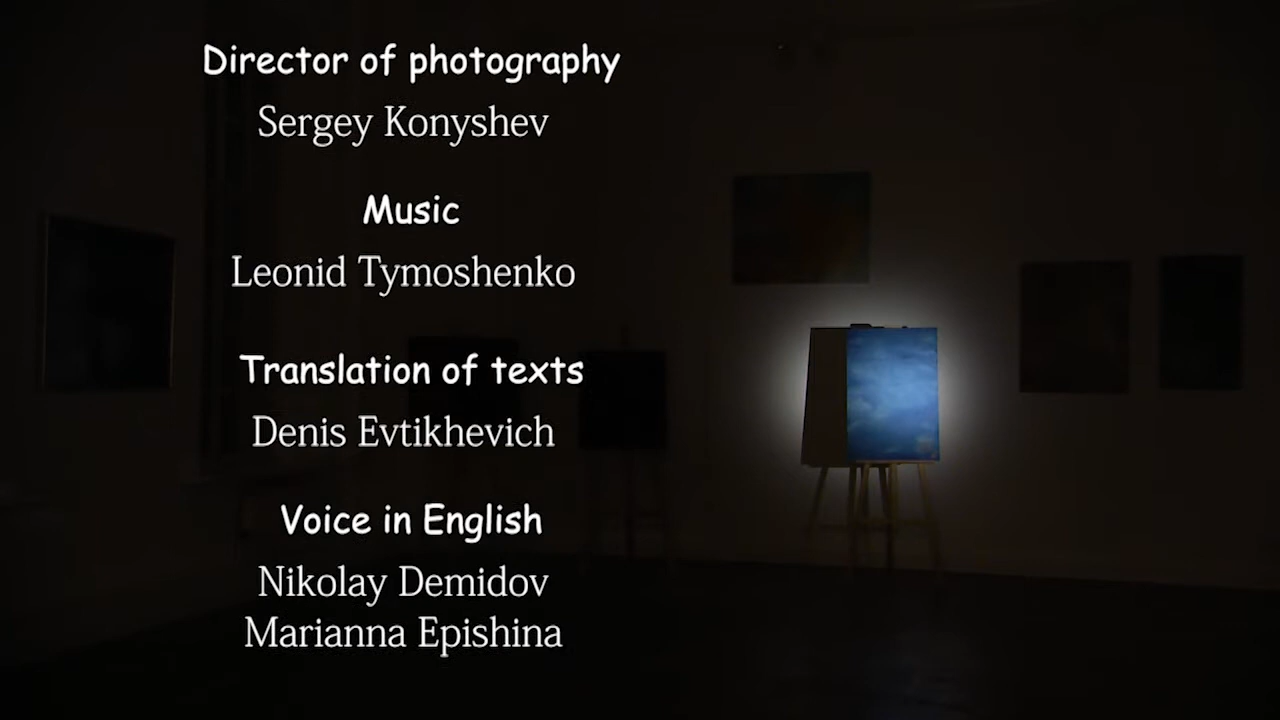 Director of photography
Sergey Konyshev
Music
Leonid Tymoshenko
Translation of texts
Denis Evtikhevich
Voice in English
Nikolay Demidov
Marianna Epishina